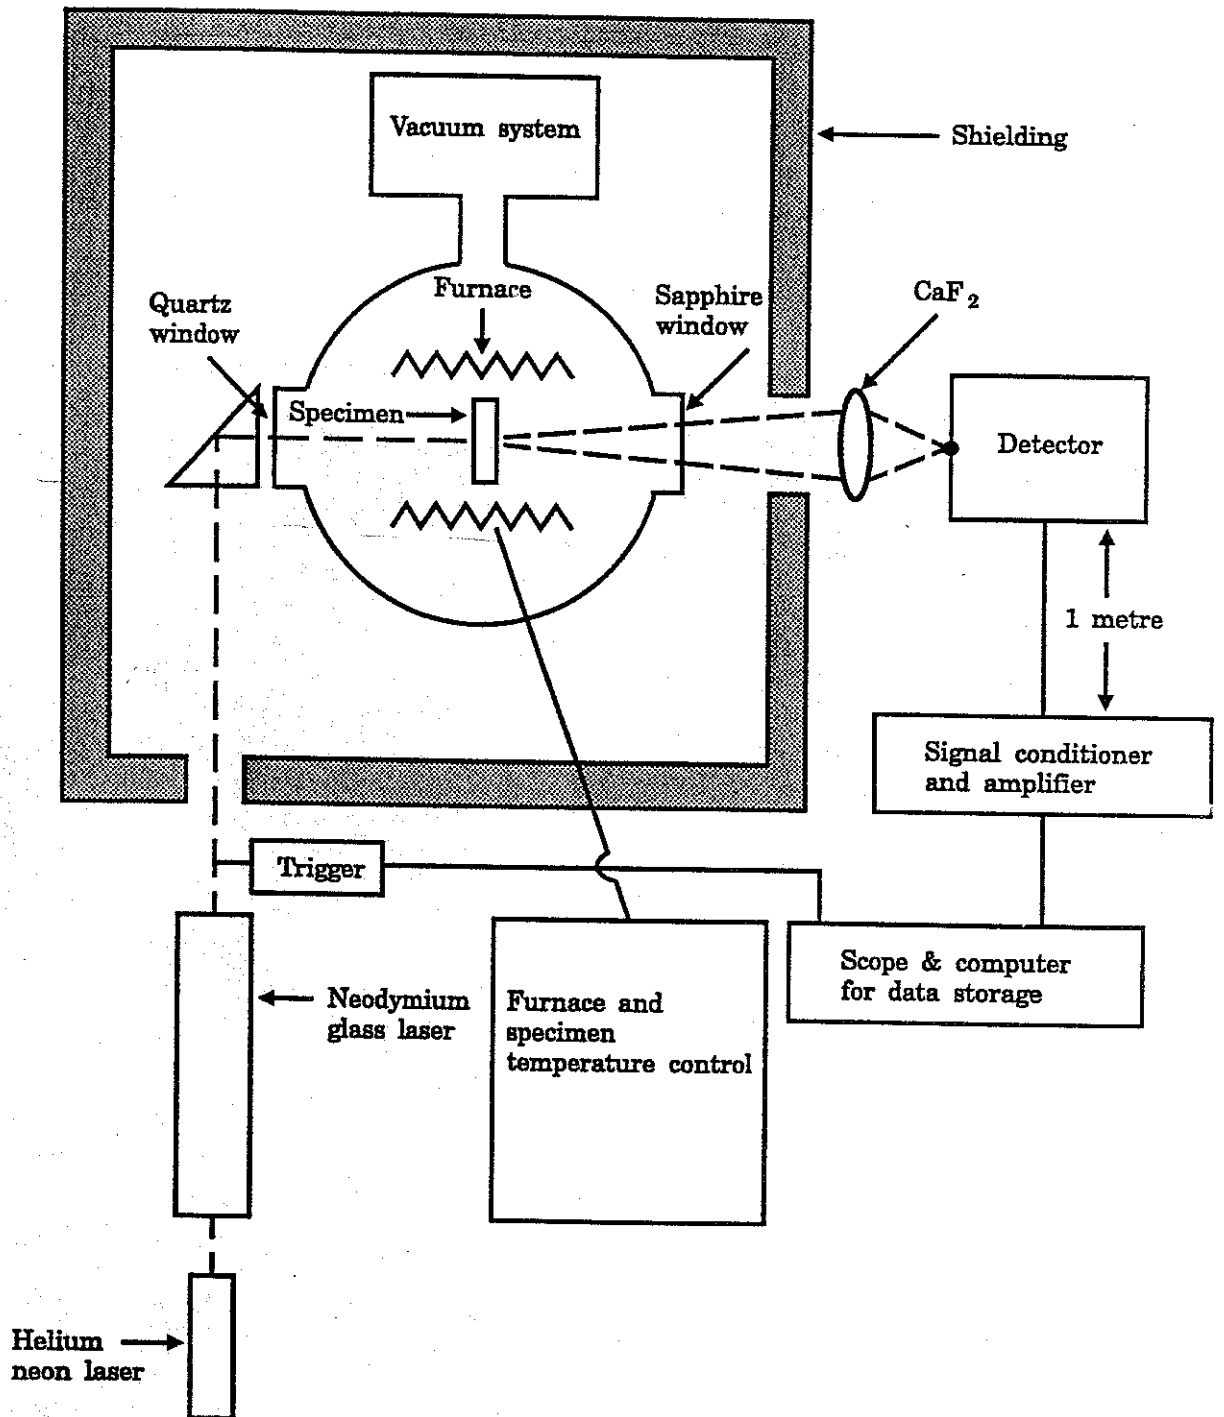 Vacuum system
Shielding
Furnace
Quartz
window
Sapphire
window
CaF2
Specimen
Detector
1 metre
Signal conditioner
and amplifier
Trigger
Scope & computer
for data storage
Neodymium
glass laser
Furnace and
specimen
temperature control
Helium
neon laser